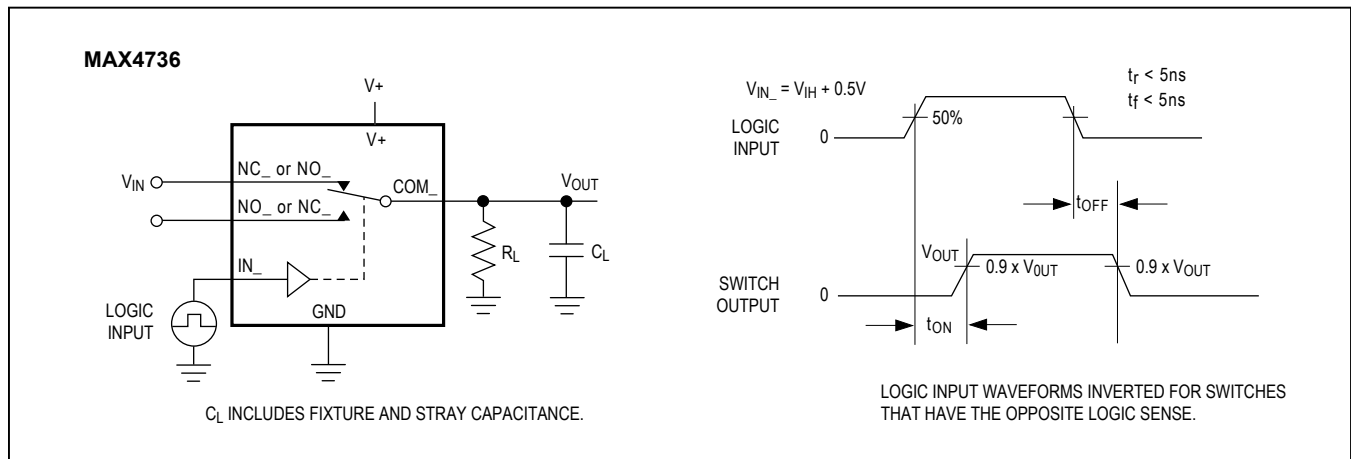 MAX4736
V+
V+
NC_ or NO_
VIN
COM_
VOUT
NO_ or NC_
RL
CL
IN_
LOGIC
INPUT
GND
CL INCLUDES FIXTURE AND STRAY CAPACITANCE.
tr < 5ns
tf < 5ns
VIN_ = VIH + 0.5V
50%
LOGIC
INPUT
0
tOFF
VOUT
0.9 x V0UT
0.9 x VOUT
SWITCH
OUTPUT
0
tON
LOGIC INPUT WAVEFORMS INVERTED FOR SWITCHES
THAT HAVE THE OPPOSITE LOGIC SENSE.